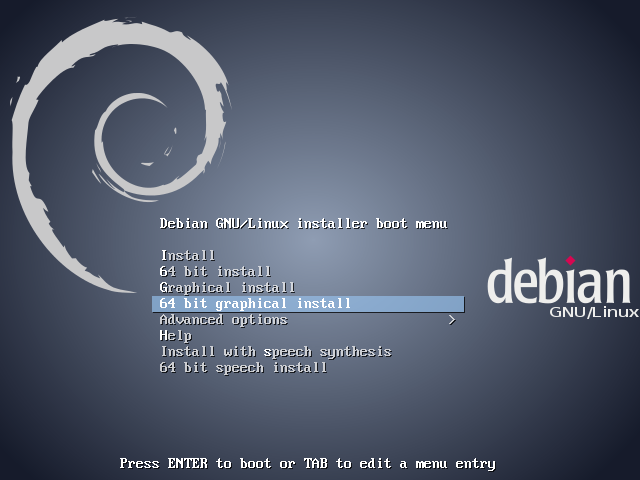 Debian GNU/Linux installer boot menu
Install
64 bit install
Graphical install
64 bit graphical install
Advanced options >
Help
Install with speech synthesis
64 bit speech install
debian
GNU/Linux
Press ENTER to boot or TAB to edit a menu entry